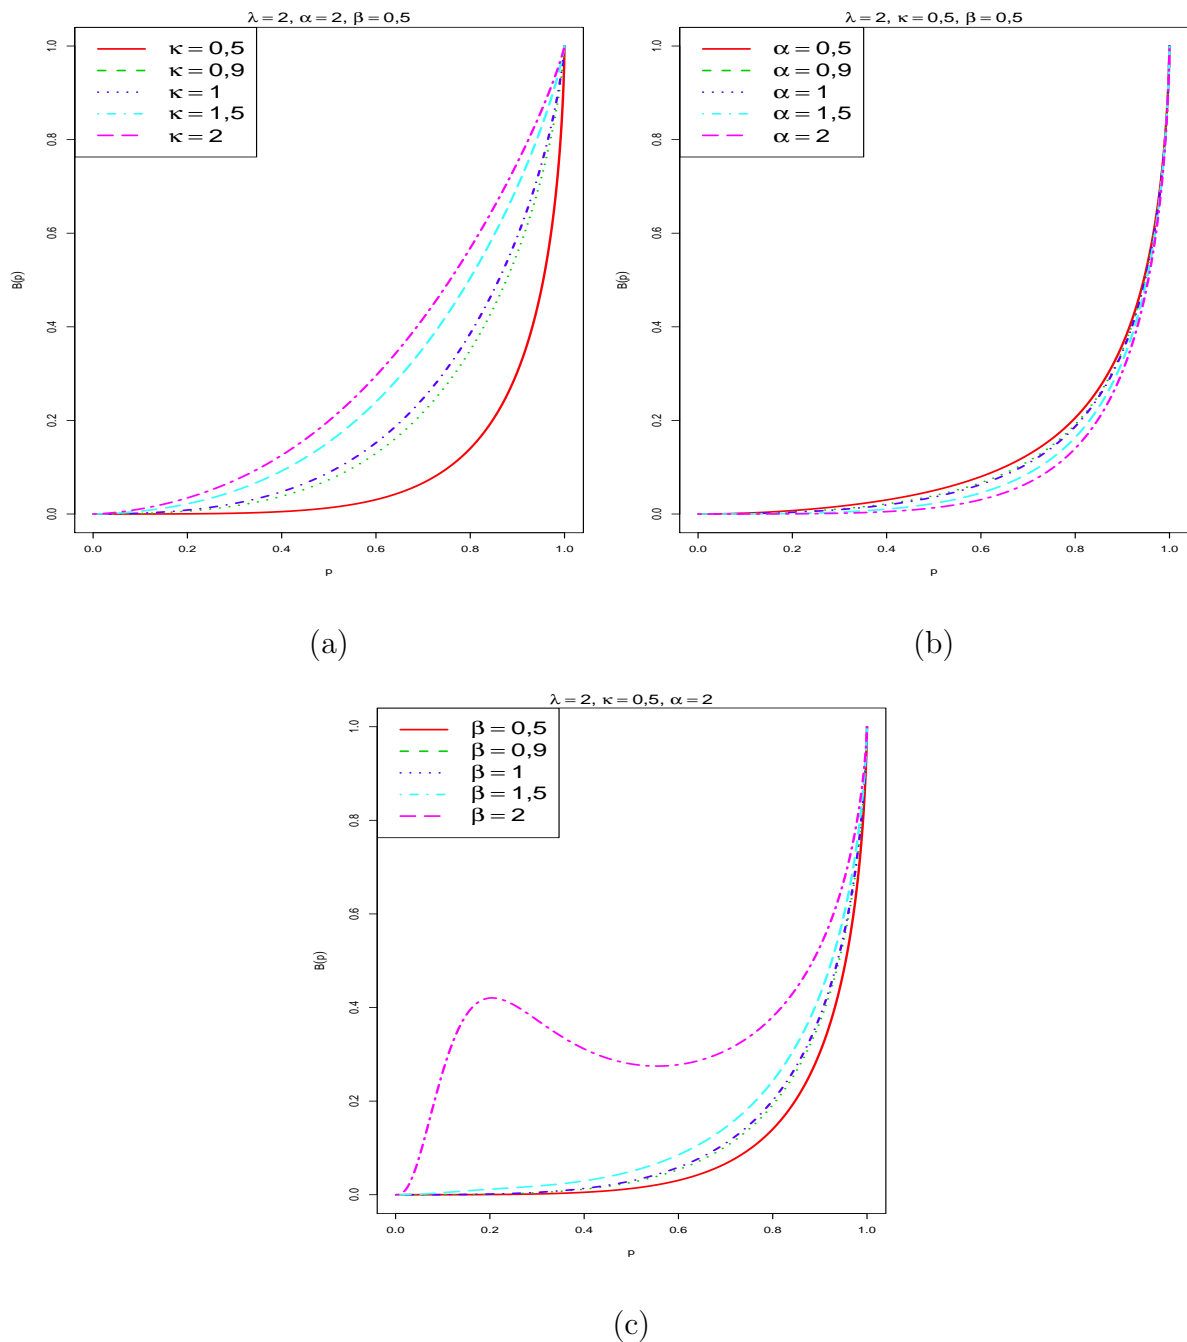 λ = 2, α = 2, β = 0,5
κ = 0,5
κ = 0,9
κ = 1
κ = 1,5
κ = 2
B(p)
0.0
0.2
0.4
0.6
0.8
1.0
0.0 0.2 0.4 0.6 0.8 1.0
P
(a)
λ = 2, κ = 0,5, β = 0,5
α = 0,5
α = 0,9
α = 1
α = 1,5
α = 2
B(p)
0.0
0.2
0.4
0.6
0.8
1.0
0.0 0.2 0.4 0.6 0.8 1.0
P
(b)
λ = 2, κ = 0,5, α = 2
β = 0,5
β = 0,9
β = 1
β = 1,5
β = 2
B(p)
0.0
0.2
0.4
0.6
0.8
1.0
0.0 0.2 0.4 0.6 0.8 1.0
P
(c)